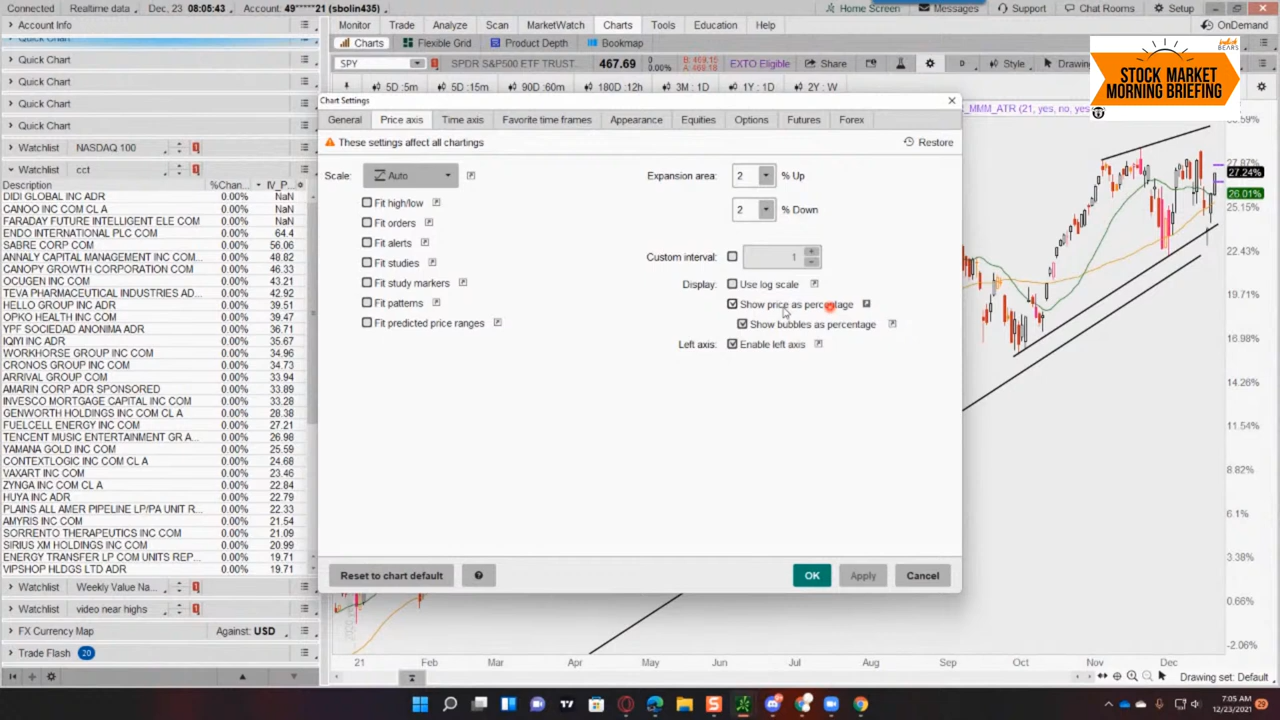 Connected Realtime data Dec, 23 08:05:43 Account: 49*****21 (sbolin435)
Home Screen Messages Support Chat Rooms Setup
Account Info
Quick Chart
Quick Chart
Quick Chart
Quick Chart
Quick Chart
Watchlist NASDAQ 100
Watchlist cct
Description %Chan... IV_P...
DIDI GLOBAL INC ADR 0.00% NaN
CANOO INC COM CL A 0.00% NaN
FARADAY FUTURE INTELLIGENT ELE COM 0.00% NaN
ENDO INTERNATIONAL PLC COM 0.00% 64.4
SABRE CORP COM 0.00% 56.06
ANNALY CAPITAL MANAGEMENT INC COM 0.00% 48.82
CANOPY GROWTH CORPORATION COM 0.00% 46.33
OCUGEN INC COM 0.00% 43.21
TEVA PHARMACEUTICAL INDUSTRIES AD... 0.00% 42.92
HELLO GROUP INC ADR 0.00% 39.51
OPKO HEALTH INC COM 0.00% 39.47
YPF SOCIEDAD ANONIMA ADR 0.00% 36.67
IQIYI INC ADR 0.00% 35.67
WORKHORSE GROUP INC COM 0.00% 34.96
CRONOS GROUP INC COM 0.00% 34.73
ARRIVAL GROUP COM 0.00% 33.94
AMARIN CORP ADR SPONSORED 0.00% 33.89
INVESCO MORTGAGE CAPITAL INC COM 0.00% 33.28
GENWORTH HOLDINGS INC COM CL A 0.00% 28.38
FUELCELL ENERGY INC COM 0.00% 27.21
TENCENT MUSIC ENTERTAINMENT GR A... 0.00% 26.98
YAMANA GOLD INC COM 0.00% 25.59
CONTEXTLOGIC INC COM CL A 0.00% 24.68
VAXART INC COM 0.00% 23.46
ZYNGA INC COM CL A 0.00% 22.84
HUYA INC ADR 0.00% 22.79
PLAINS ALL AMER PIPELINE LP/PA UNIT R... 0.00% 22.33
AMYRIS INC COM 0.00% 21.54
SORRENTO THERAPEUTICS INC COM 0.00% 21.09
SIRIUS XM HOLDINGS INC COM 0.00% 20.99
ENERGY TRANSFER LP COM UNITS REP... 0.00% 19.71
VIPSHOP HLDGS LTD ADR 0.00% 19.71
Watchlist Weekly Value Na...
Watchlist video near highs
FX Currency Map Against: USD
Trade Flash 20
Monitor Trade Analyze Scan MarketWatch Charts Tools Education Help
OnDemand
Charts Flexible Grid Product Depth Bookmap
SPY SPDR S&P500 ETF TRUST... 467.69 0.00% B: 469.15 A: 469.18 EXTO Eligible Share D Style Drawin
5D :5m 5D :15m 90D :60m 180D :12h 3M : 1D 1Y : 1D 2Y : W
BEARS
STOCK MARKET
MORNING BRIEFING
_MMM_ATR (21, yes, no, yes
Chart Settings
General Price axis Time axis Favorite time frames Appearance Equities Options Futures Forex
These settings affect all chartings Restore
Scale: Auto
Fit high/low
Fit orders
Fit alerts
Fit studies
Fit study markers
Fit patterns
Fit predicted price ranges
Expansion area: 2 % Up
2 % Down
Custom interval: 1
Display: Use log scale
Show price as percentage
Show bubbles as percentage
Left axis: Enable left axis
Reset to chart default ? OK Apply Cancel
30.59%
27.87%
27.24%
26.01%
25.15%
22.43%
19.71%
16.99%
14.26%
11.54%
8.82%
6.1%
3.38%
0.66%
-2.06%
21 Feb Mar Apr May Jun Jul Aug Sep Oct Nov Dec
Drawing set: Default
7:05 AM
12/23/2021